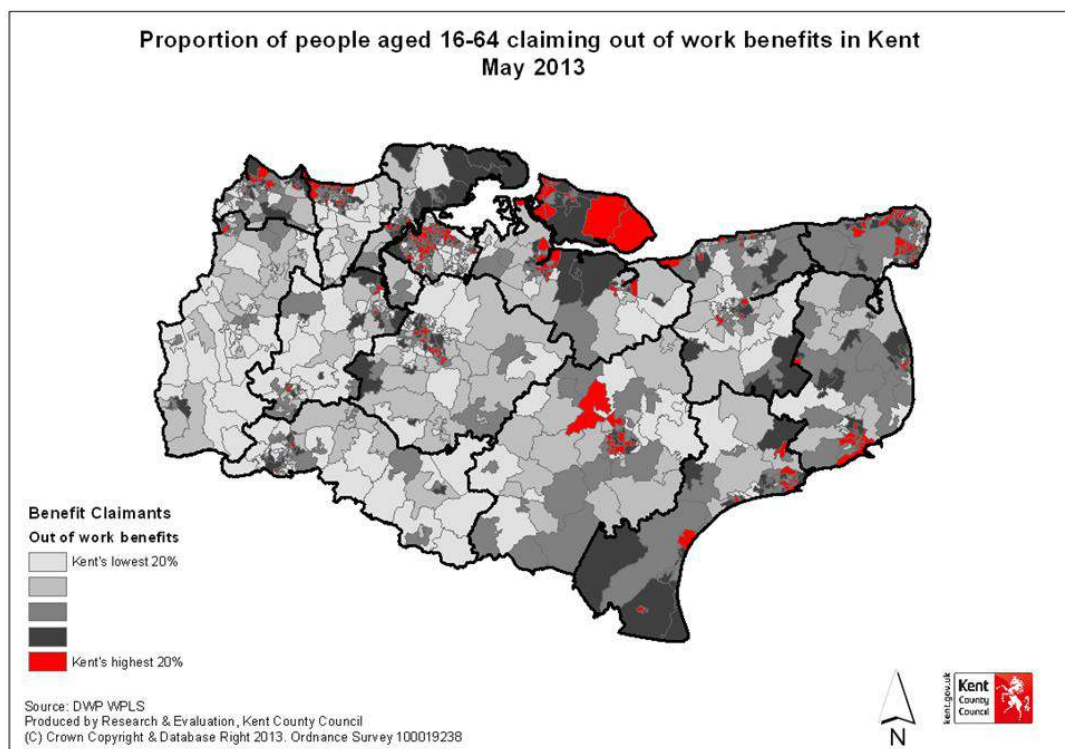 Proportion of people aged 16-64 claiming out of work benefits in Kent
May 2013
Benefit Claimants
Out of work benefits
Kent's lowest 20%
Kent's highest 20%
Source: DWP WPLS
Produced by Research & Evaluation, Kent County Council
(C) Crown Copyright & Database Right 2013. Ordnance Survey 100019238
N
kent.gov.uk
Kent
County
Council